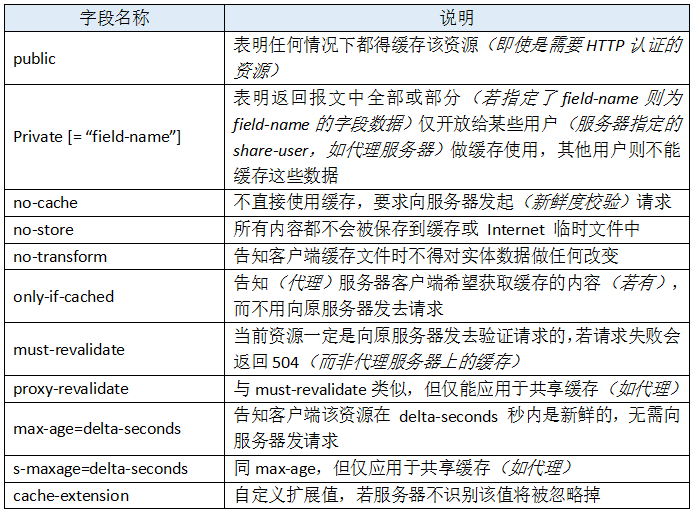 字段名称 说明
public 表明任何情况下都得缓存该资源（即使是需要 HTTP 认证的
资源）
Private [= “field-name”] 表明返回报文中全部或部分（若指定了 field-name 则为
field-name 的字段数据）仅开放给某些用户（服务器指定的
share-user，如代理服务器）做缓存使用，其他用户则不能
缓存这些数据
no-cache 不直接使用缓存，要求向服务器发起（新鲜度校验）请求
no-store 所有内容都不会被保存到缓存或 Internet 临时文件中
no-transform 告知客户端缓存文件时不得对实体数据做任何改变
only-if-cached 告知（代理）服务器客户端希望获取缓存的内容（若有），
而不用向原服务器发去请求
must-revalidate 当前资源一定是向原服务器发去验证请求的，若请求失败会
返回 504（而非代理服务器上的缓存）
proxy-revalidate 与 must-revalidate 类似，但仅能应用于共享缓存（如代理）
max-age=delta-seconds 告知客户端该资源在 delta-seconds 秒内是新鲜的，无需向
服务器发请求
s-maxage=delta-seconds 同 max-age，但仅应用于共享缓存（如代理）
cache-extension 自定义扩展值，若服务器不识别该值将被忽略掉